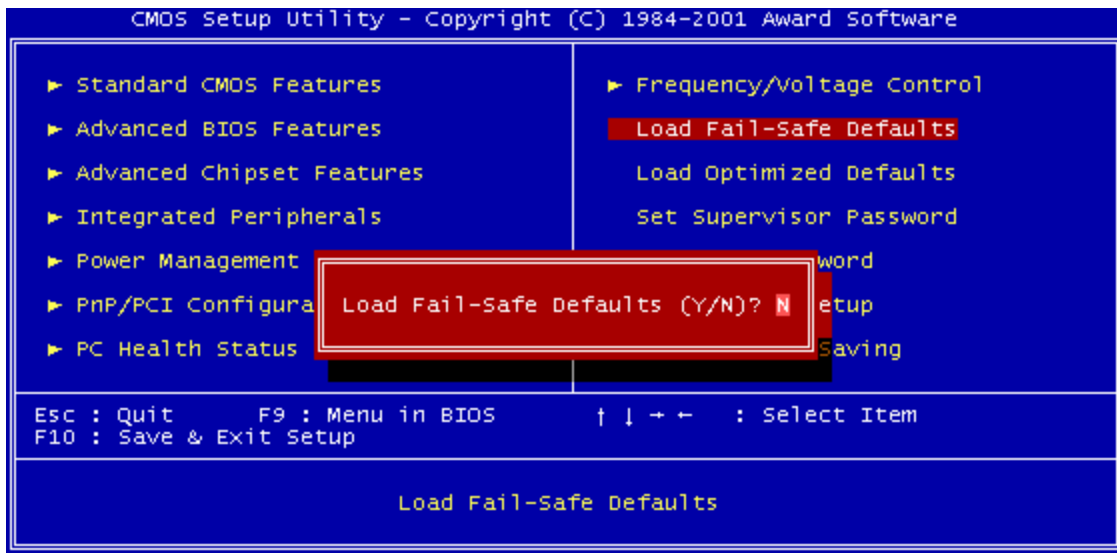 CMOS Setup Utility - Copyright (C) 1984-2001 Award Software
► Standard CMOS Features
► Advanced BIOS Features
► Advanced Chipset Features
► Integrated Peripherals
► Power Management
► PnP/PCI Configura
► PC Health Status
► Frequency/Voltage Control
Load Fail-Safe Defaults
Load Optimized Defaults
Set Supervisor Password
word
etup
Saving
Load Fail-Safe Defaults (Y/N)? N
Esc : Quit F9 : Menu in BIOS ↑ ↓ → ← : Select Item
F10 : Save & Exit Setup
Load Fail-Safe Defaults